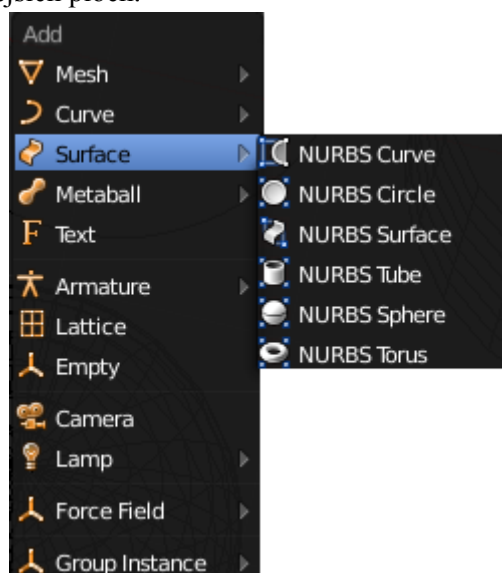 Add
Mesh
Curve
Surface
Metaball
Text
Armature
Lattice
Empty
Camera
Lamp
Force Field
Group Instance
NURBS Curve
NURBS Circle
NURBS Surface
NURBS Tube
NURBS Sphere
NURBS Torus